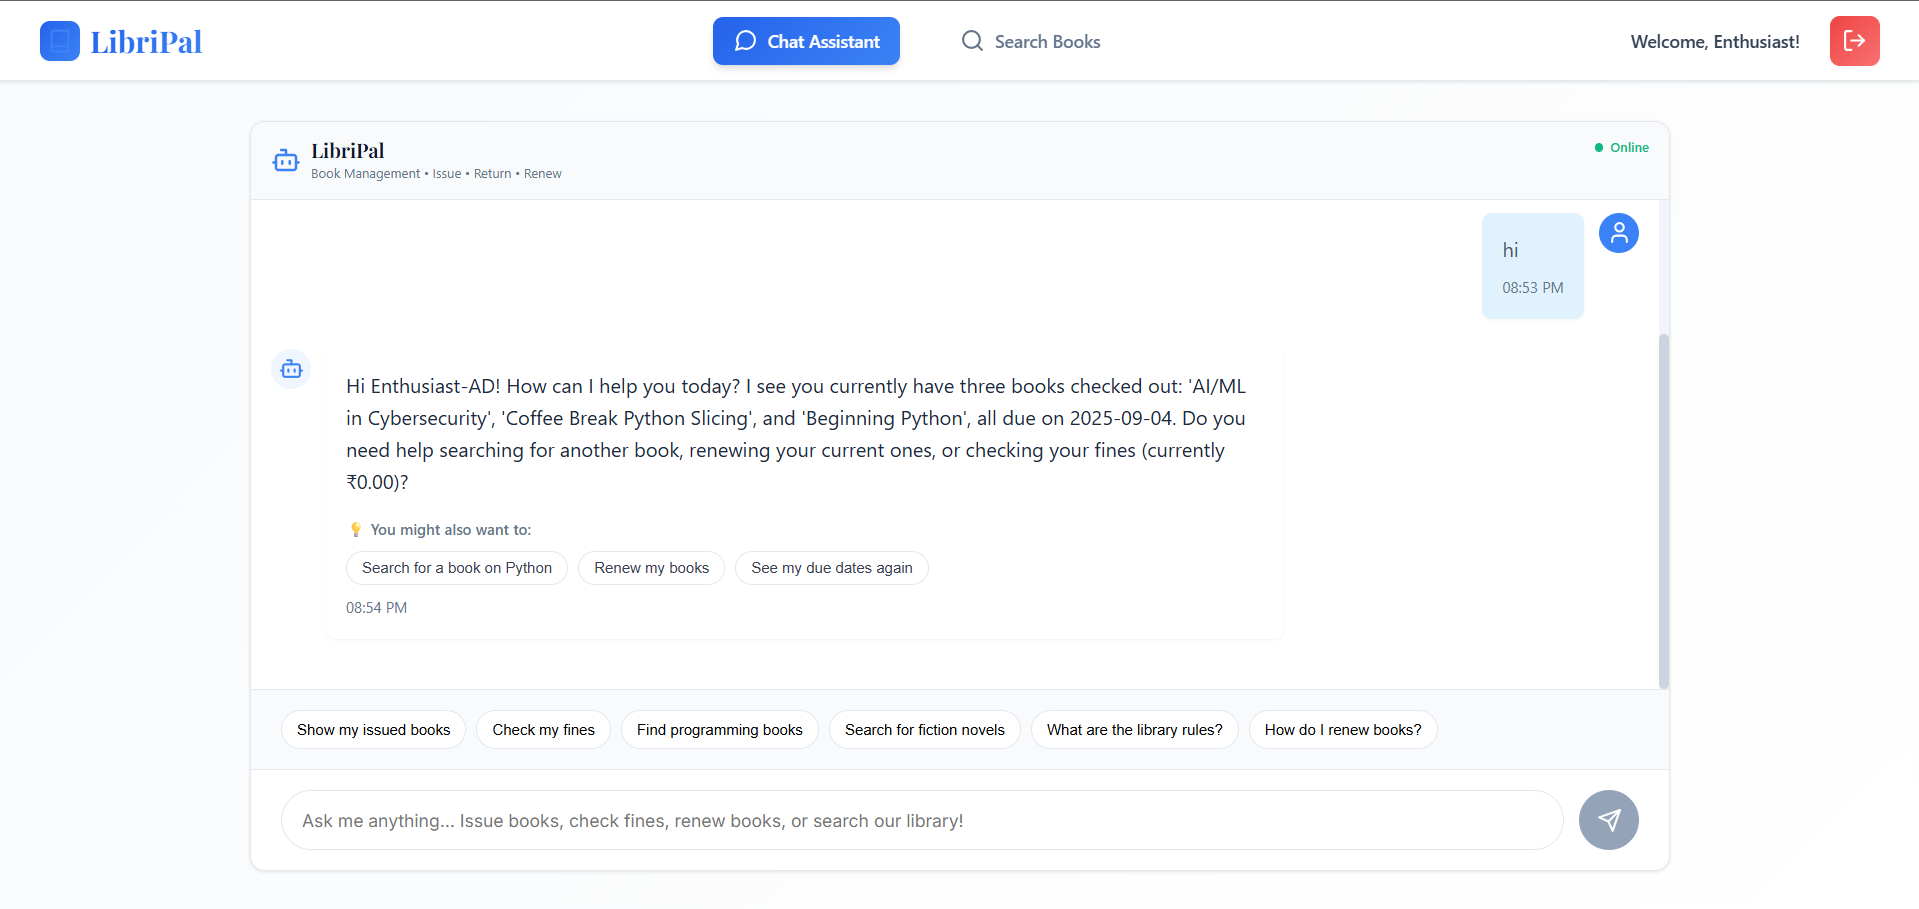 LibriPal
Chat Assistant
Search Books
Welcome, Enthusiast!
LibriPal
Book Management • Issue • Return • Renew
Online
hi
08:53 PM
Hi Enthusiast-AD! How can I help you today? I see you currently have three books checked out: 'AI/ML
in Cybersecurity', 'Coffee Break Python Slicing', and 'Beginning Python', all due on 2025-09-04. Do you
need help searching for another book, renewing your current ones, or checking your fines (currently
₹0.00)?
💡 You might also want to:
Search for a book on Python
Renew my books
See my due dates again
08:54 PM
Show my issued books
Check my fines
Find programming books
Search for fiction novels
What are the library rules?
How do I renew books?
Ask me anything... Issue books, check fines, renew books, or search our library!